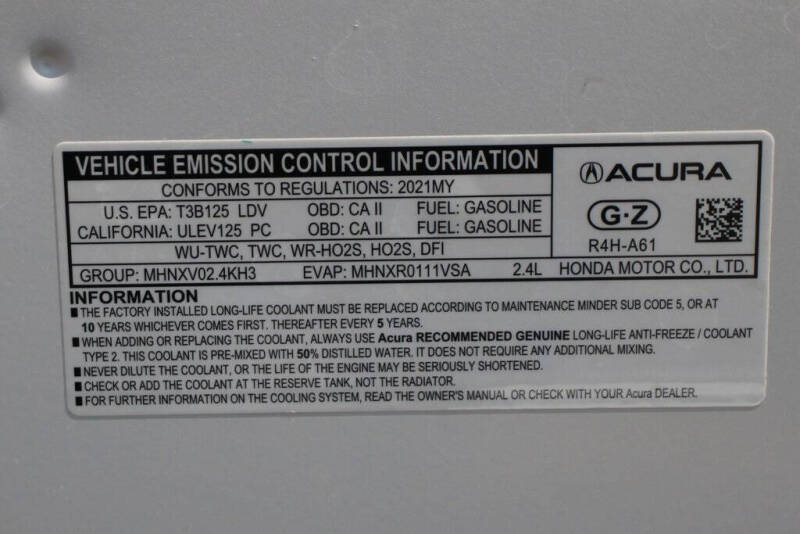 VEHICLE EMISSION CONTROL INFORMATION
CONFORMS TO REGULATIONS: 2021MY
U.S. EPA: T3B125 LDV OBD: CA II FUEL: GASOLINE
CALIFORNIA: ULEV125 PC OBD: CA II FUEL: GASOLINE
WU-TWC, TWC, WR-HO2S, HO2S, DFI
GROUP: MHNXV02.4KH3 EVAP: MHNXR0111VSA 2.4L
ACURA
G·Z
R4H-A61
HONDA MOTOR CO., LTD.
INFORMATION
■ THE FACTORY INSTALLED LONG-LIFE COOLANT MUST BE REPLACED ACCORDING TO MAINTENANCE MINDER SUB CODE 5, OR AT
10 YEARS WHICHEVER COMES FIRST. THEREAFTER EVERY 5 YEARS.
■ WHEN ADDING OR REPLACING THE COOLANT, ALWAYS USE Acura RECOMMENDED GENUINE LONG-LIFE ANTI-FREEZE / COOLANT
TYPE 2. THIS COOLANT IS PRE-MIXED WITH 50% DISTILLED WATER. IT DOES NOT REQUIRE ANY ADDITIONAL MIXING.
■ NEVER DILUTE THE COOLANT, OR THE LIFE OF THE ENGINE MAY BE SERIOUSLY SHORTENED.
■ CHECK OR ADD THE COOLANT AT THE RESERVE TANK, NOT THE RADIATOR.
■ FOR FURTHER INFORMATION ON THE COOLING SYSTEM, READ THE OWNER'S MANUAL OR CHECK WITH YOUR Acura DEALER.